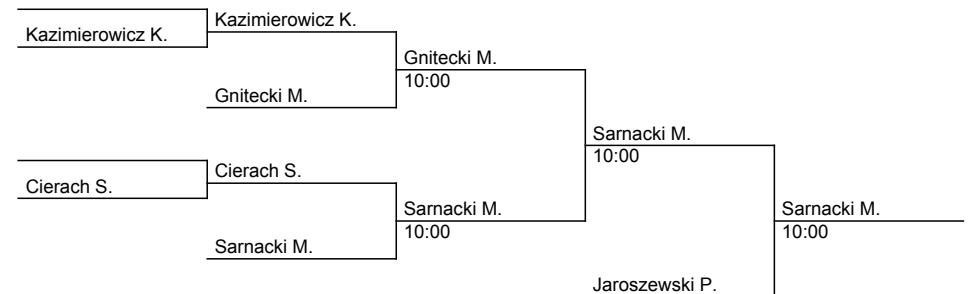 Kazimierowicz K.
Kazimierowicz K.
Gnitecki M.
10:00
Gnitecki M.
Sarnacki M.
10:00
Cierach S.
Cierach S.
Sarnacki M.
10:00
Sarnacki M.
10:00
Sarnacki M.
Jaroszewski P.